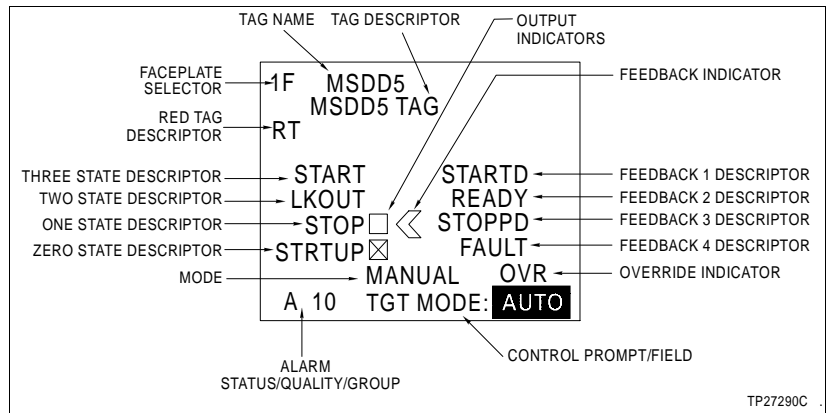 TAG NAME TAG DESCRIPTOR OUTPUT
INDICATORS
FACEPLATE
SELECTOR
1F MSDD5
MSDD5 TAG
FEEDBACK INDICATOR
RED TAG
DESCRIPTOR
RT
THREE STATE DESCRIPTOR START STARTD FEEDBACK 1 DESCRIPTOR
TWO STATE DESCRIPTOR LKOUT READY FEEDBACK 2 DESCRIPTOR
ONE STATE DESCRIPTOR STOP STOPPD FEEDBACK 3 DESCRIPTOR
ZERO STATE DESCRIPTOR STRTUP FAULT FEEDBACK 4 DESCRIPTOR
MODE MANUAL OVR OVERRIDE INDICATOR
A 10 TGT MODE: AUTO
ALARM
STATUS/QUALITY/GROUP
CONTROL PROMPT/FIELD
TP27290C .